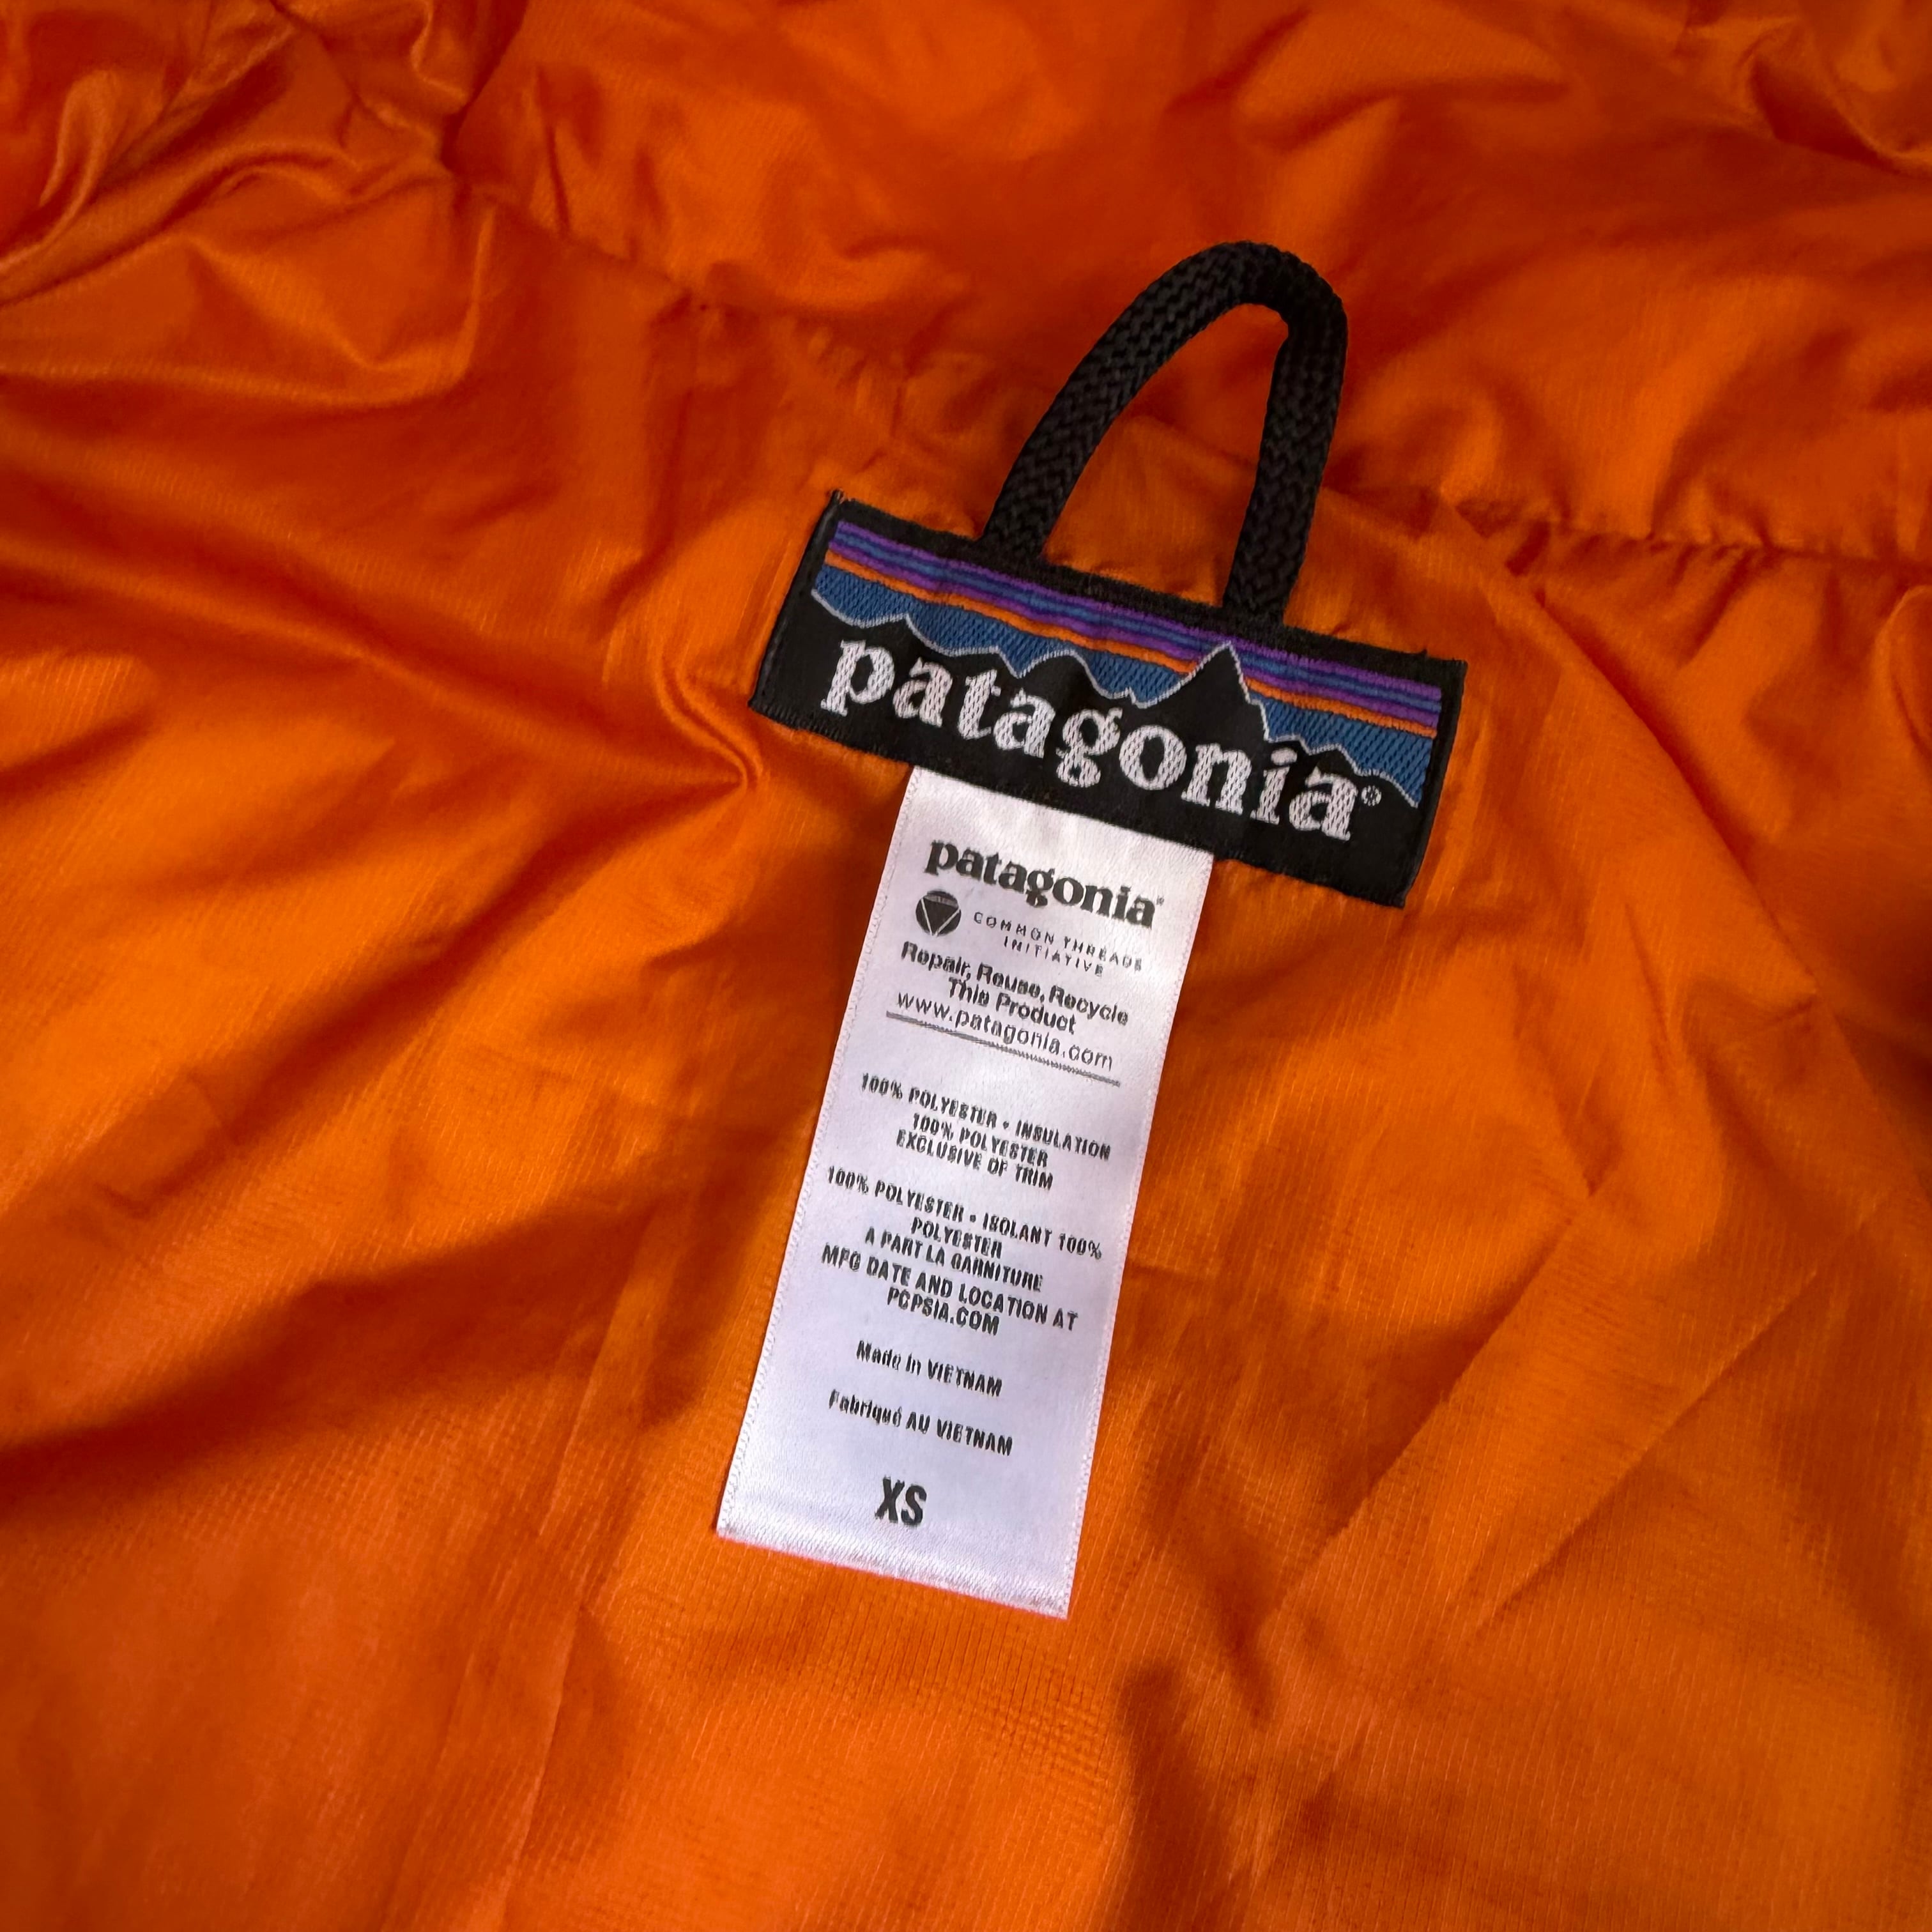 patagonia®
patagonia®
COMMON THREADS
INITIATIVE
Repair, Reuse, Recycle
This Product
www.patagonia.com
100% POLYESTER • INSULATION
100% POLYESTER
EXCLUSIVE OF TRIM
100% POLYESTER • ISOLANT 100%
POLYESTER
A PART LA GARNITURE
MFG DATE AND LOCATION AT
PCPSIA.COM
Made in VIETNAM
Fabriqué AU VIETNAM
XS